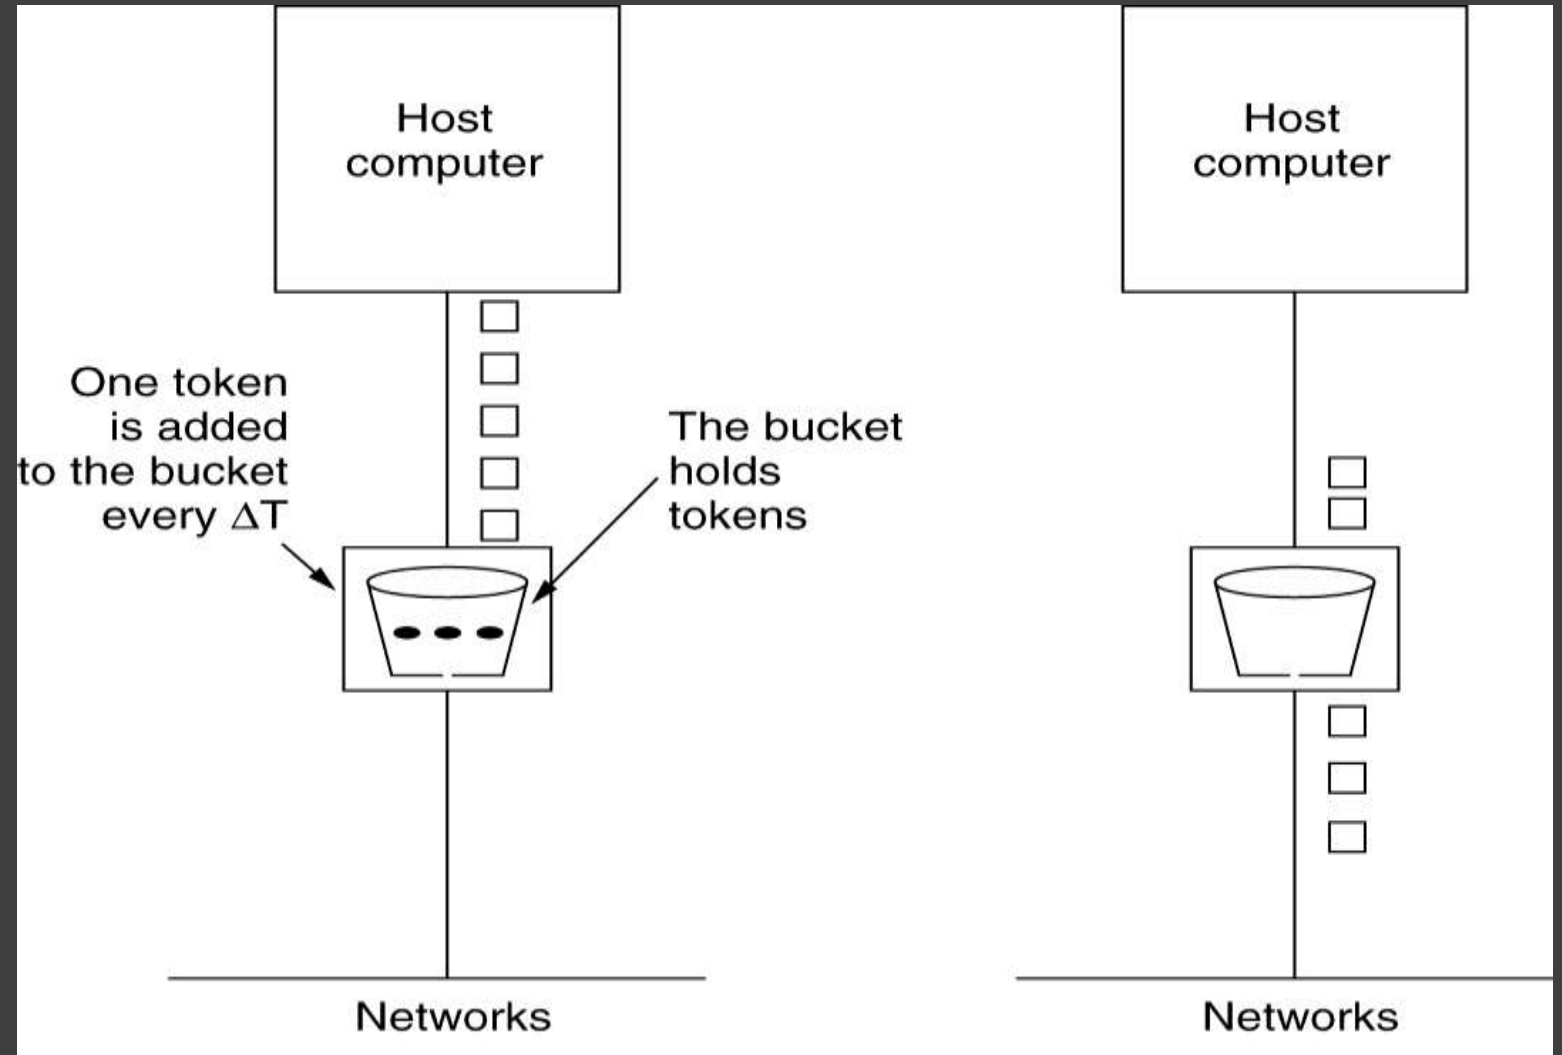 Host
computer
Host
computer
One token
is added
to the bucket
every ΔT
The bucket
holds
tokens
Networks
Networks